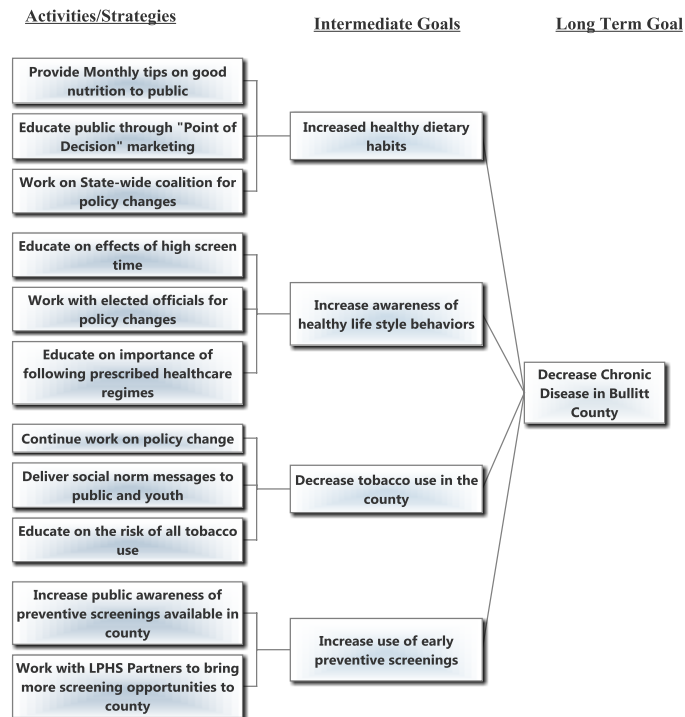 Activities/Strategies
Intermediate Goals
Long Term Goal
Provide Monthly tips on good
nutrition to public
Educate public through "Point of
Decision" marketing
Work on State-wide coalition for
policy changes
Increased healthy dietary
habits
Educate on effects of high screen
time
Work with elected officials for
policy changes
Educate on importance of
following prescribed healthcare
regimes
Increase awareness of
healthy life style behaviors
Continue work on policy change
Deliver social norm messages to
public and youth
Educate on the risk of all tobacco
use
Decrease tobacco use in the
county
Increase public awareness of
preventive screenings available in
county
Work with LPHS Partners to bring
more screening opportunities to
county
Increase use of early
preventive screenings
Decrease Chronic
Disease in Bullitt
County